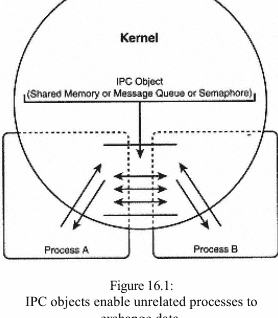 Kernel
IPC Object
(Shared Memory or Message Queue or Semaphore)
Process A
Process B
Figure 16.1:
IPC objects enable unrelated processes to
exchange data